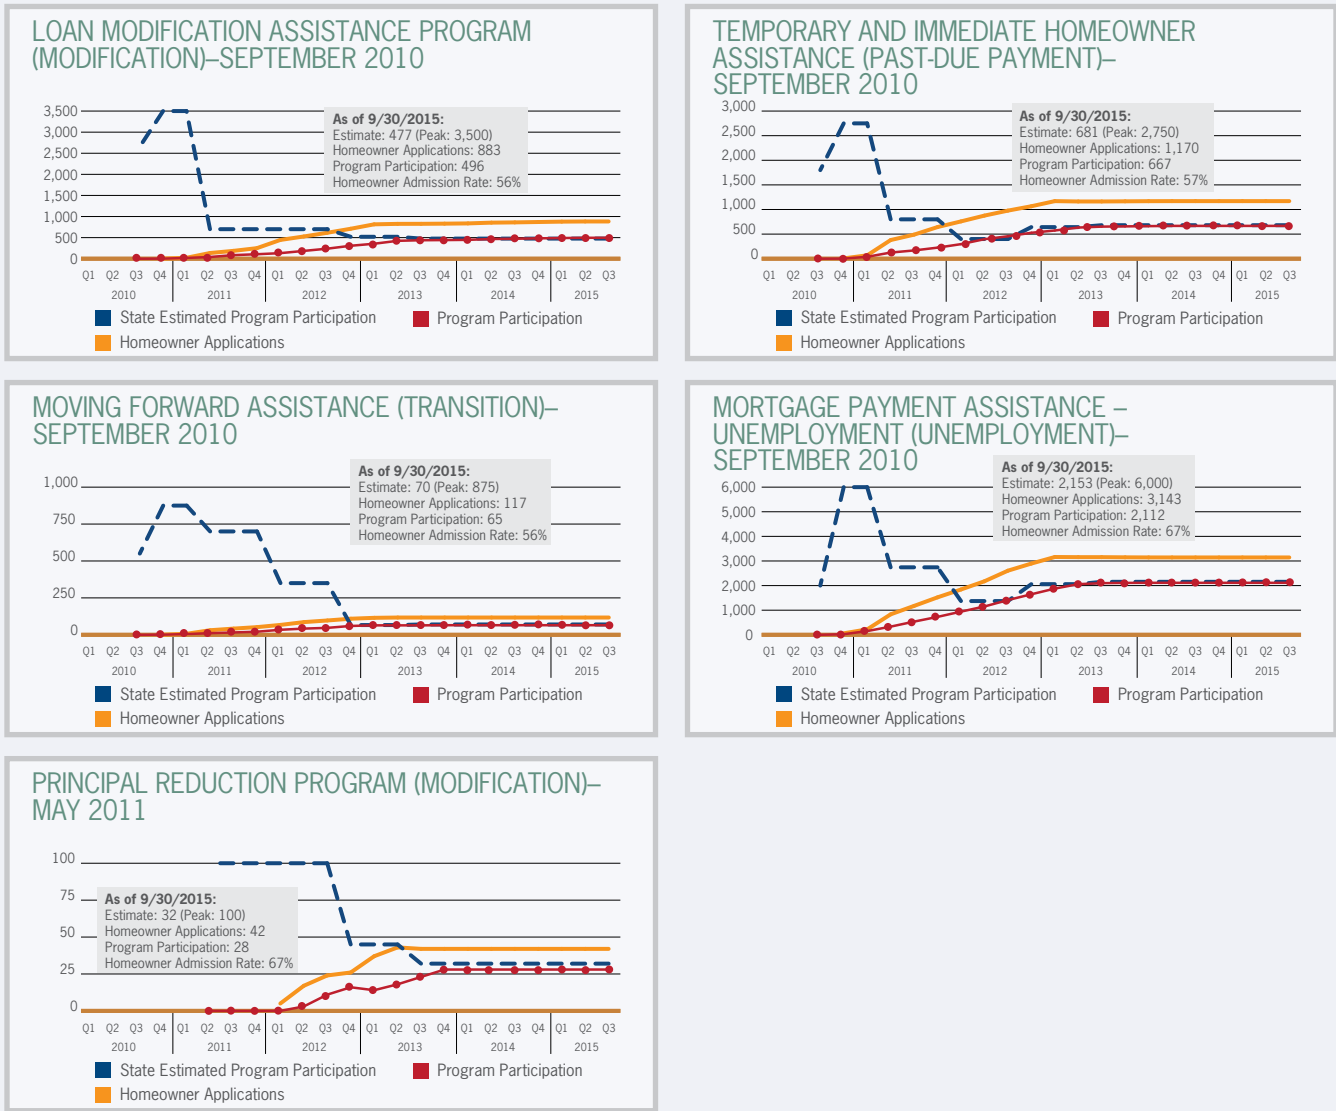 LOAN MODIFICATION ASSISTANCE PROGRAM
(MODIFICATION)–SEPTEMBER 2010
As of 9/30/2015:
Estimate: 477 (Peak: 3,500)
Homeowner Applications: 883
Program Participation: 496
Homeowner Admission Rate: 56%
3,500
3,000
2,500
2,000
1,500
1,000
500
0
Q1 Q2 Q3 Q4 Q1 Q2 Q3 Q4 Q1 Q2 Q3 Q4 Q1 Q2 Q3 Q4 Q1 Q2 Q3 Q4 Q1 Q2 Q3
2010 2011 2012 2013 2014 2015
State Estimated Program Participation Program Participation
Homeowner Applications
TEMPORARY AND IMMEDIATE HOMEOWNER
ASSISTANCE (PAST-DUE PAYMENT)–
SEPTEMBER 2010
As of 9/30/2015:
Estimate: 681 (Peak: 2,750)
Homeowner Applications: 1,170
Program Participation: 667
Homeowner Admission Rate: 57%
3,000
2,500
2,000
1,500
1,000
500
0
Q1 Q2 Q3 Q4 Q1 Q2 Q3 Q4 Q1 Q2 Q3 Q4 Q1 Q2 Q3 Q4 Q1 Q2 Q3 Q4 Q1 Q2 Q3
2010 2011 2012 2013 2014 2015
State Estimated Program Participation Program Participation
Homeowner Applications
MOVING FORWARD ASSISTANCE (TRANSITION)–
SEPTEMBER 2010
As of 9/30/2015:
Estimate: 70 (Peak: 875)
Homeowner Applications: 117
Program Participation: 65
Homeowner Admission Rate: 56%
1,000
750
500
250
0
Q1 Q2 Q3 Q4 Q1 Q2 Q3 Q4 Q1 Q2 Q3 Q4 Q1 Q2 Q3 Q4 Q1 Q2 Q3 Q4 Q1 Q2 Q3
2010 2011 2012 2013 2014 2015
State Estimated Program Participation Program Participation
Homeowner Applications
MORTGAGE PAYMENT ASSISTANCE –
UNEMPLOYMENT (UNEMPLOYMENT)–
SEPTEMBER 2010
As of 9/30/2015:
Estimate: 2,153 (Peak: 6,000)
Homeowner Applications: 3,143
Program Participation: 2,112
Homeowner Admission Rate: 67%
6,000
5,000
4,000
3,000
2,000
1,000
0
Q1 Q2 Q3 Q4 Q1 Q2 Q3 Q4 Q1 Q2 Q3 Q4 Q1 Q2 Q3 Q4 Q1 Q2 Q3 Q4 Q1 Q2 Q3
2010 2011 2012 2013 2014 2015
State Estimated Program Participation Program Participation
Homeowner Applications
PRINCIPAL REDUCTION PROGRAM (MODIFICATION)–
MAY 2011
100
75
50
25
0
As of 9/30/2015:
Estimate: 32 (Peak: 100)
Homeowner Applications: 42
Program Participation: 28
Homeowner Admission Rate: 67%
Q1 Q2 Q3 Q4 Q1 Q2 Q3 Q4 Q1 Q2 Q3 Q4 Q1 Q2 Q3 Q4 Q1 Q2 Q3 Q4 Q1 Q2 Q3
2010 2011 2012 2013 2014 2015
State Estimated Program Participation Program Participation
Homeowner Applications